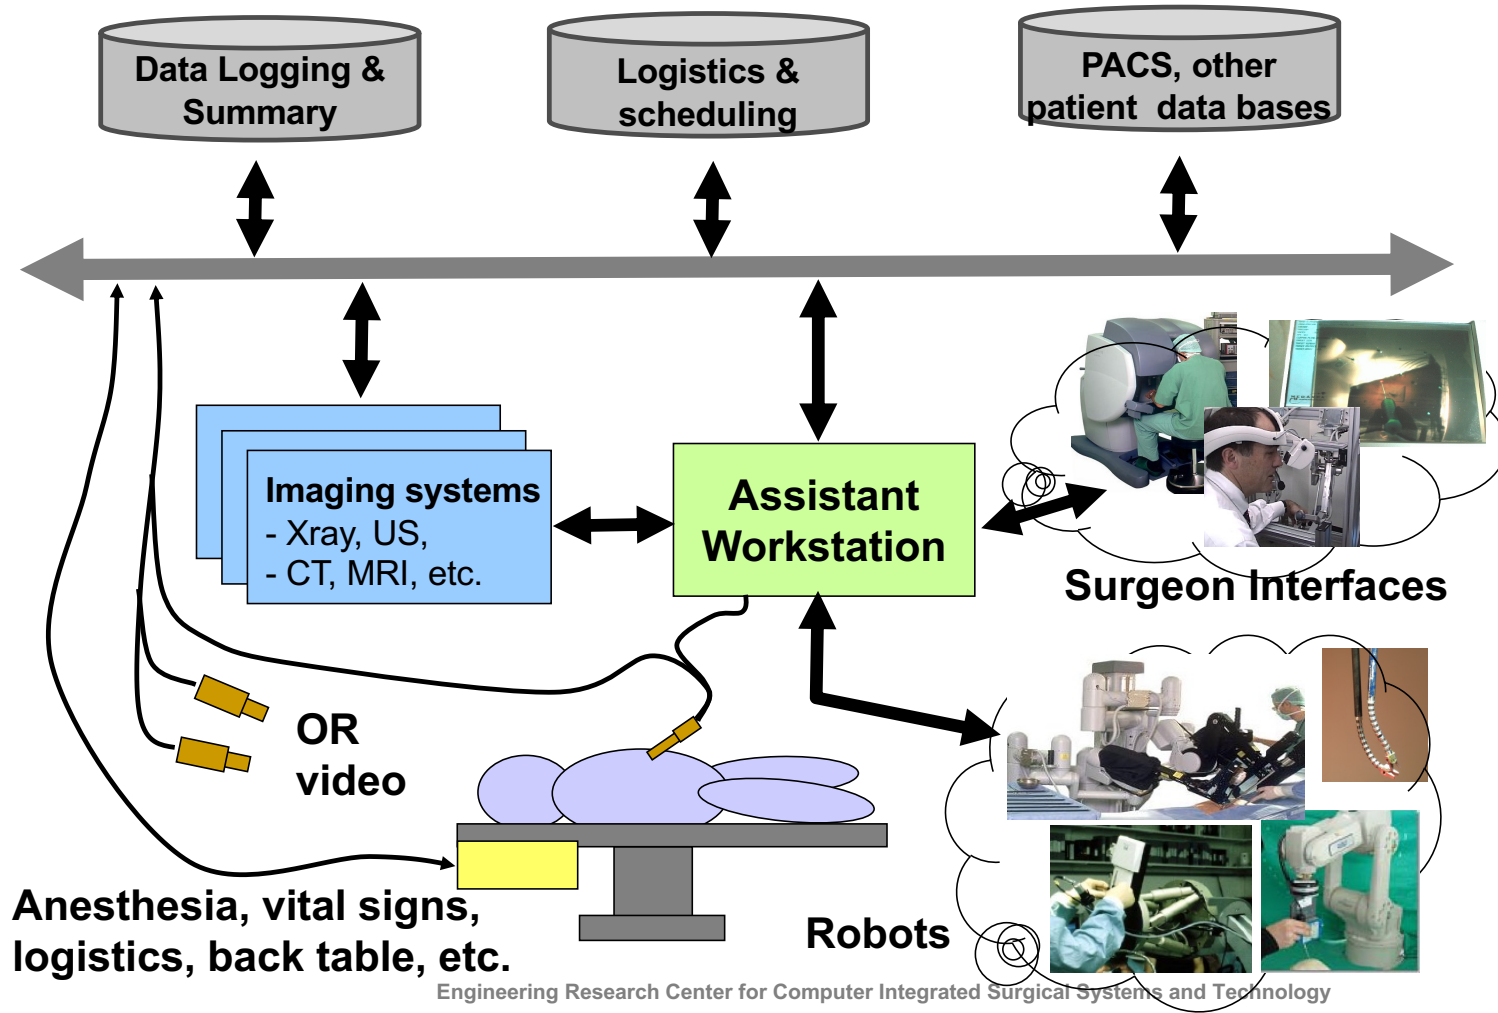 Data Logging &
Summary
Logistics &
scheduling
PACS, other
patient data bases
Imaging systems
- Xray, US,
- CT, MRI, etc.
Assistant
Workstation
Surgeon Interfaces
OR
video
Anesthesia, vital signs,
logistics, back table, etc.
Robots
Engineering Research Center for Computer Integrated Surgical Systems and Technology